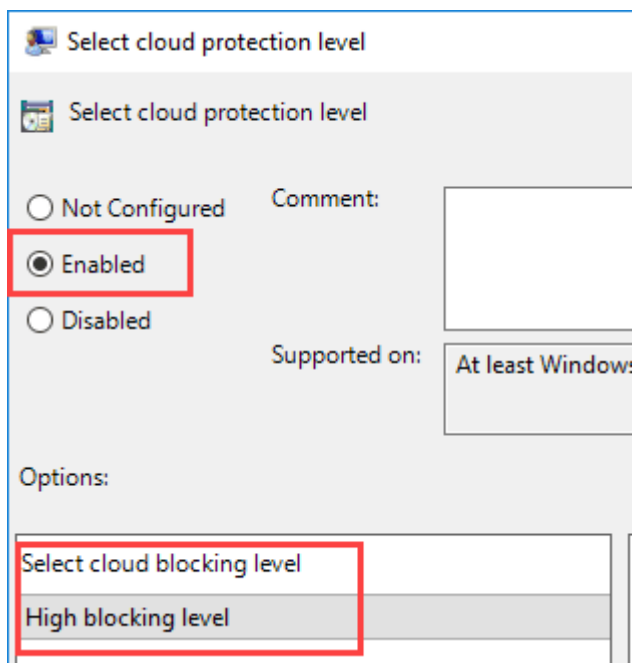 Select cloud protection level
Select cloud protection level
Not Configured
Comment:
Enabled
Disabled
Supported on:
At least Windows
Options:
Select cloud blocking level
High blocking level